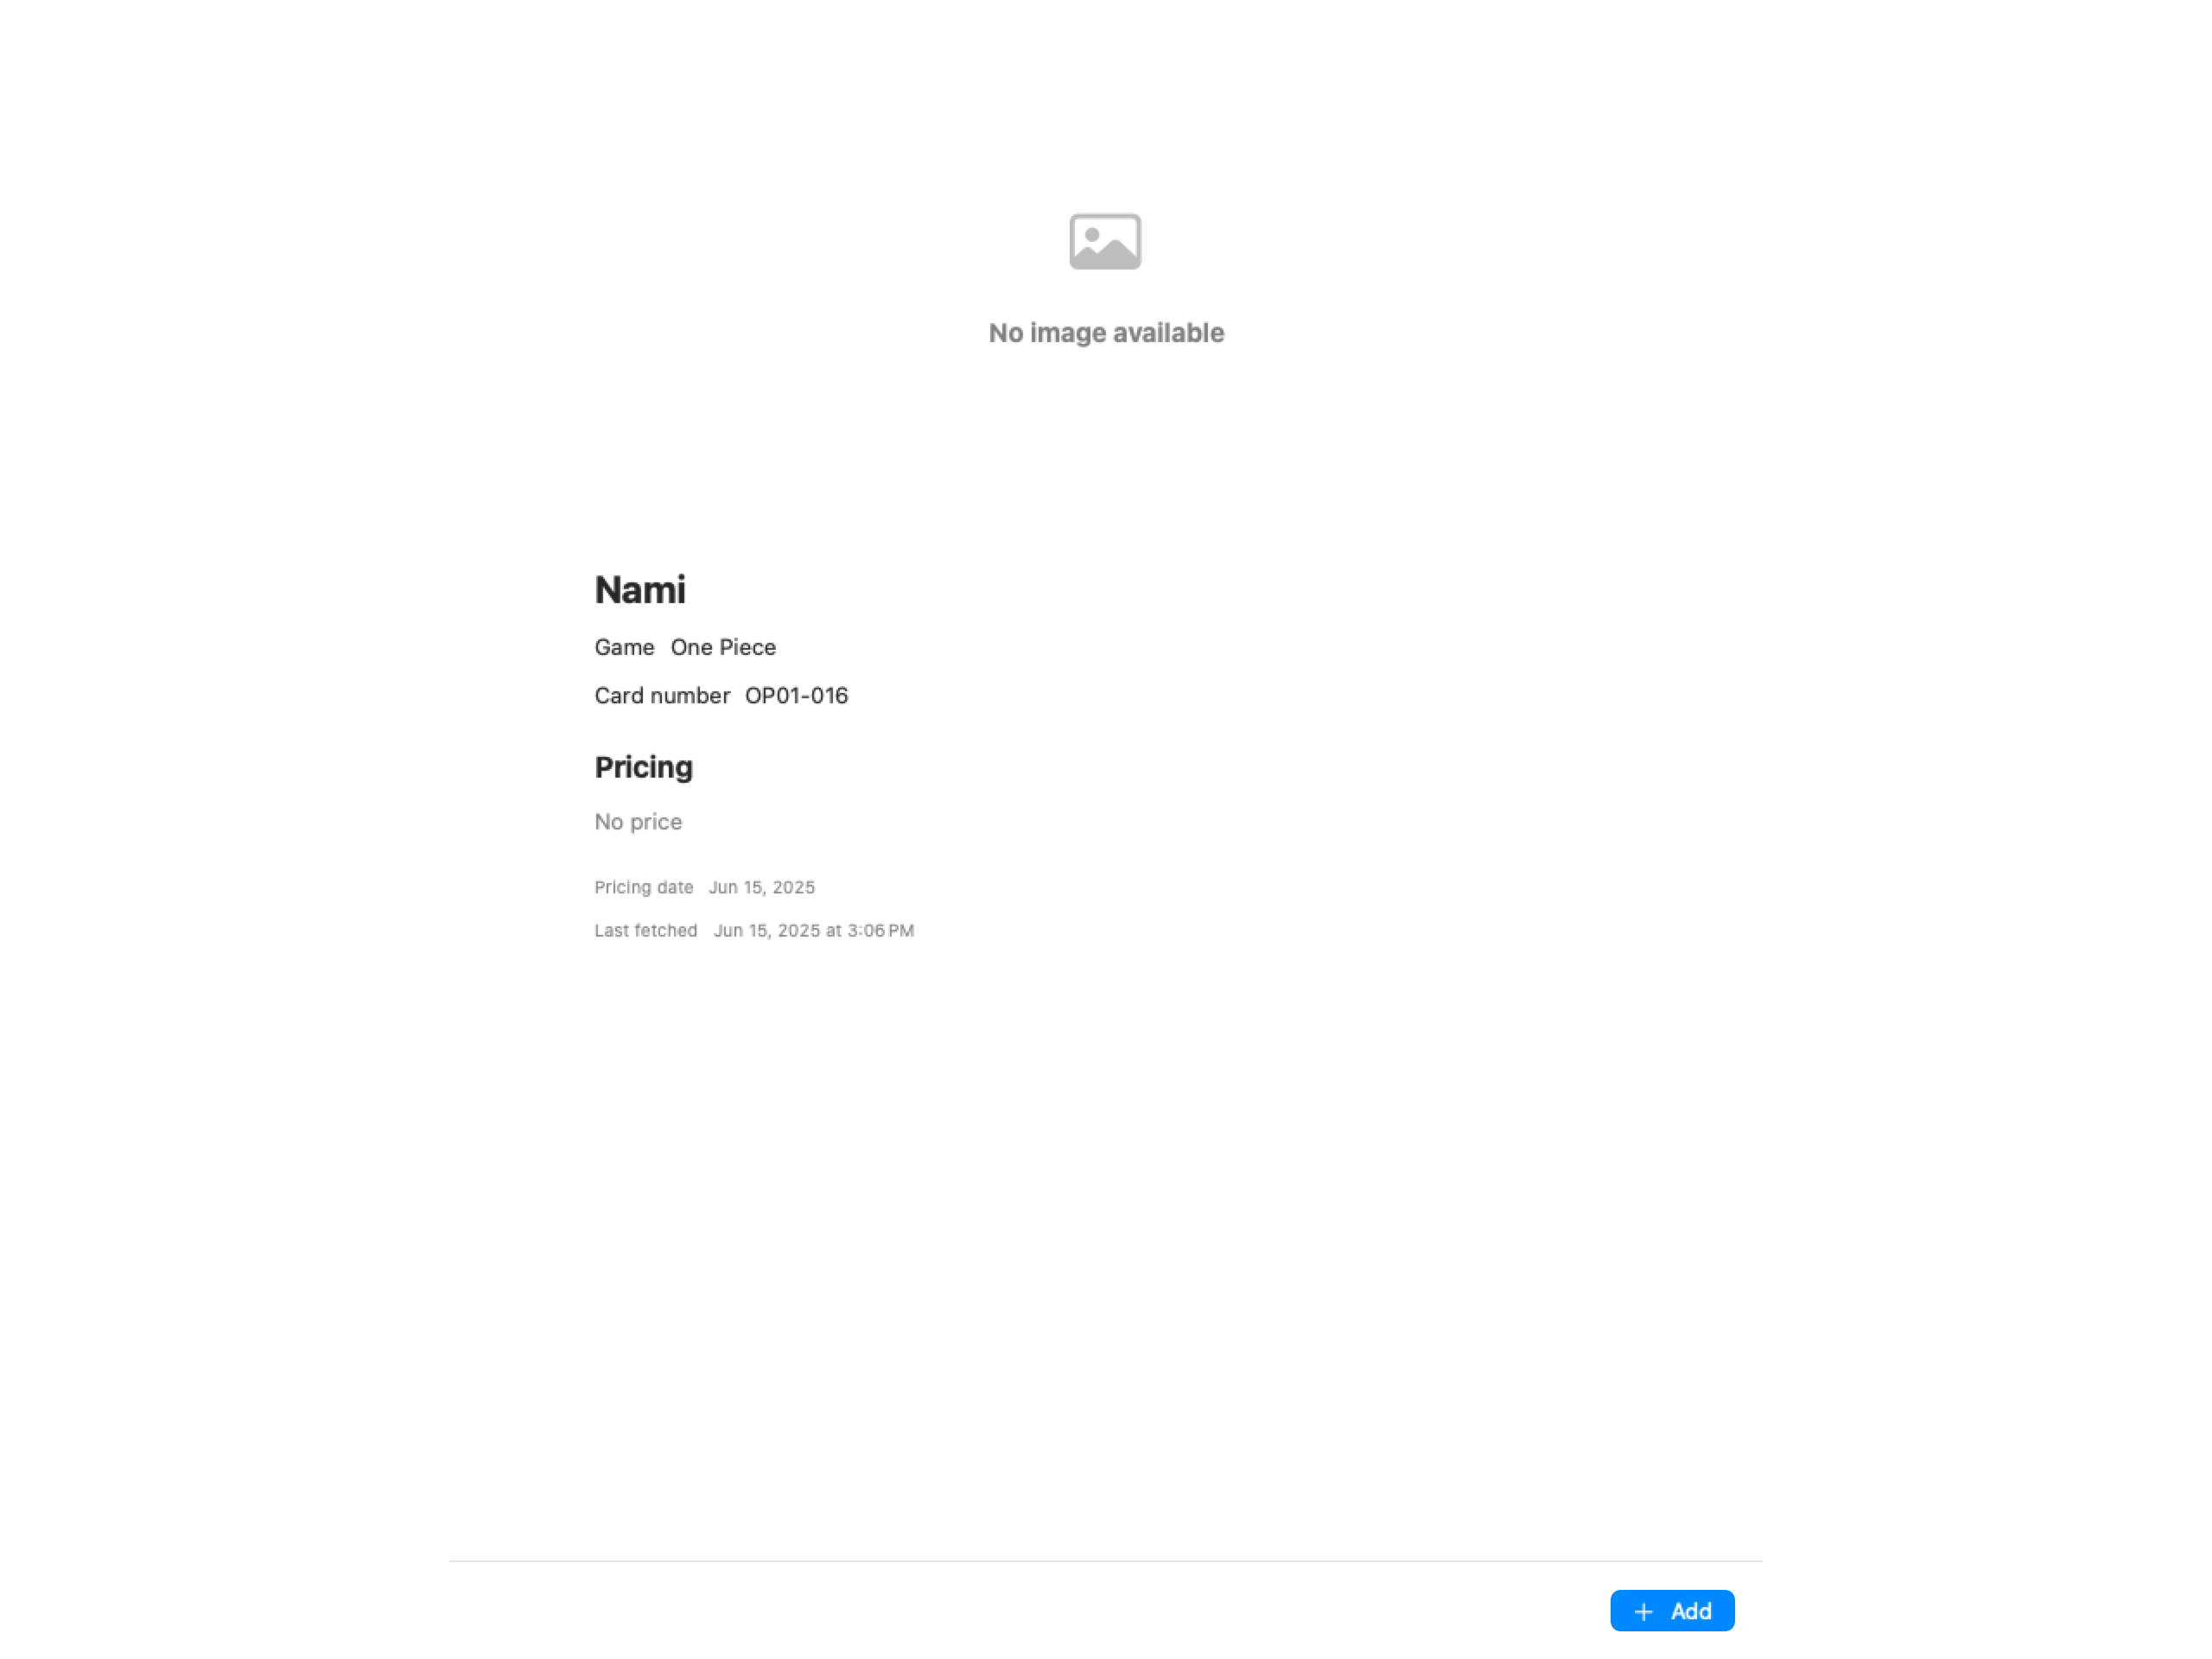 No image available
Nami
Game One Piece
Card number OP01-016
Pricing
No price
Pricing date Jun 15, 2025
Last fetched Jun 15, 2025 at 3:06 PM
+ Add